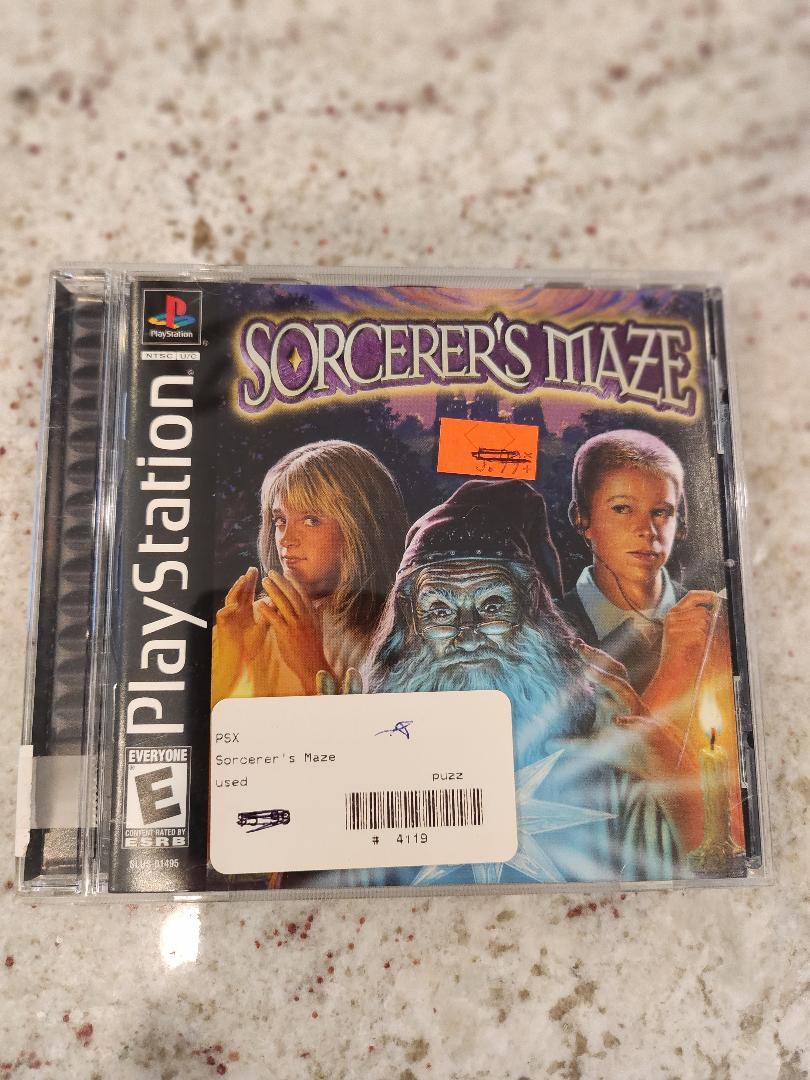 PlayStation
NTSC U/C
PlayStation
SORCERER'S MAZE
PSX
Sorcerer's Maze
used
puzz
# 4119
EVERYONE
E
CONTENT RATED BY
ESRB
SLUS-01495